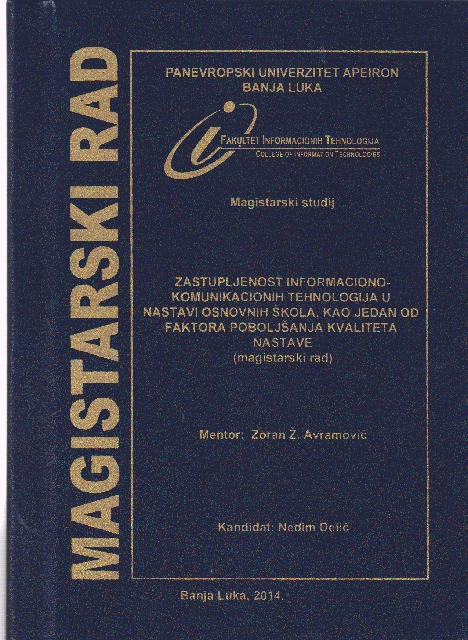 MAGISTARSKI RAD
PANEVROPSKI UNIVERZITET APEIRON
BANJA LUKA
FAKULTET INFORMACIONIH TEHNOLOGIJA
COLLEGE OF INFORMATION TECHNOLOGIES
Magistarski studij
ZASTUPLJENOST INFORMACIONO-
KOMUNIKACIONIH TEHNOLOGIJA U
NASTAVI OSNOVNIH ŠKOLA, KAO JEDAN OD
FAKTORA POBOLJŠANJA KVALITETA
NASTAVE
(magistarski rad)
Mentor: Zoran Ž. Avramović
Kandidat: Nedim
Banja Luka, 2014.